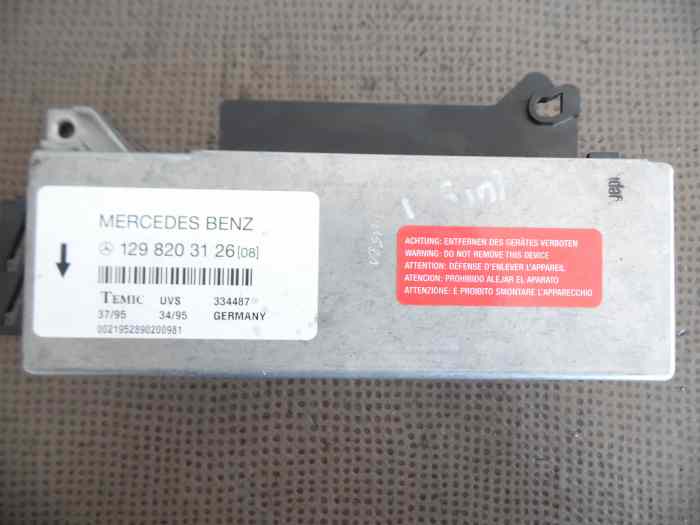 MERCEDES BENZ
129 820 31 26 [08]
TEMIC UVS 334487
37/95 34/95 GERMANY
0021952890200981
ACHTUNG: ENTFERNEN DES GERÄTES VERBOTEN
WARNING: DO NOT REMOVE THIS DEVICE
ATTENTION: DÉFENSE D'ENLEVER L'APPAREIL
ATENCION: PROHIBIDO ALEJAR EL APARATO
ATTENZIONE: E PROIBITO SMONTARE L'APPARECCHIO